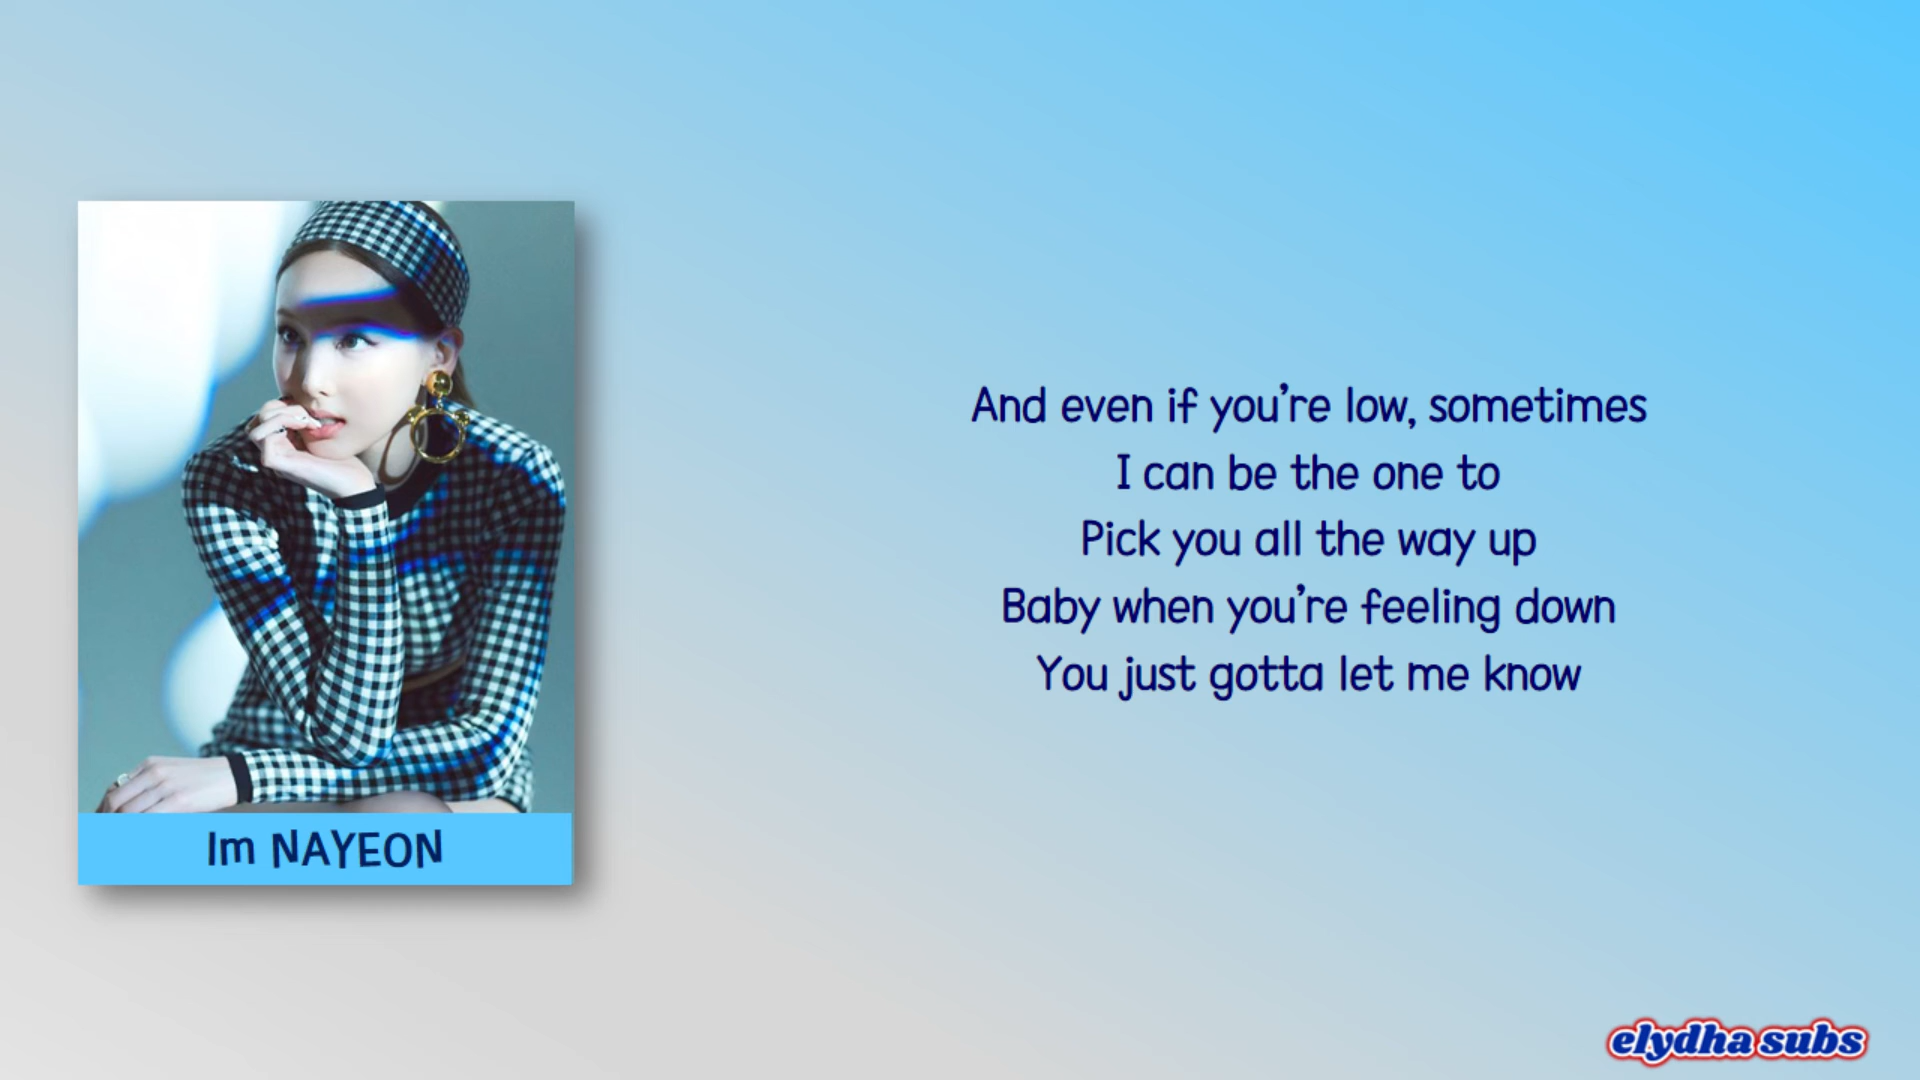 Im NAYEON
And even if you’re low, sometimes
I can be the one to
Pick you all the way up
Baby when you’re feeling down
You just gotta let me know
elydha subs